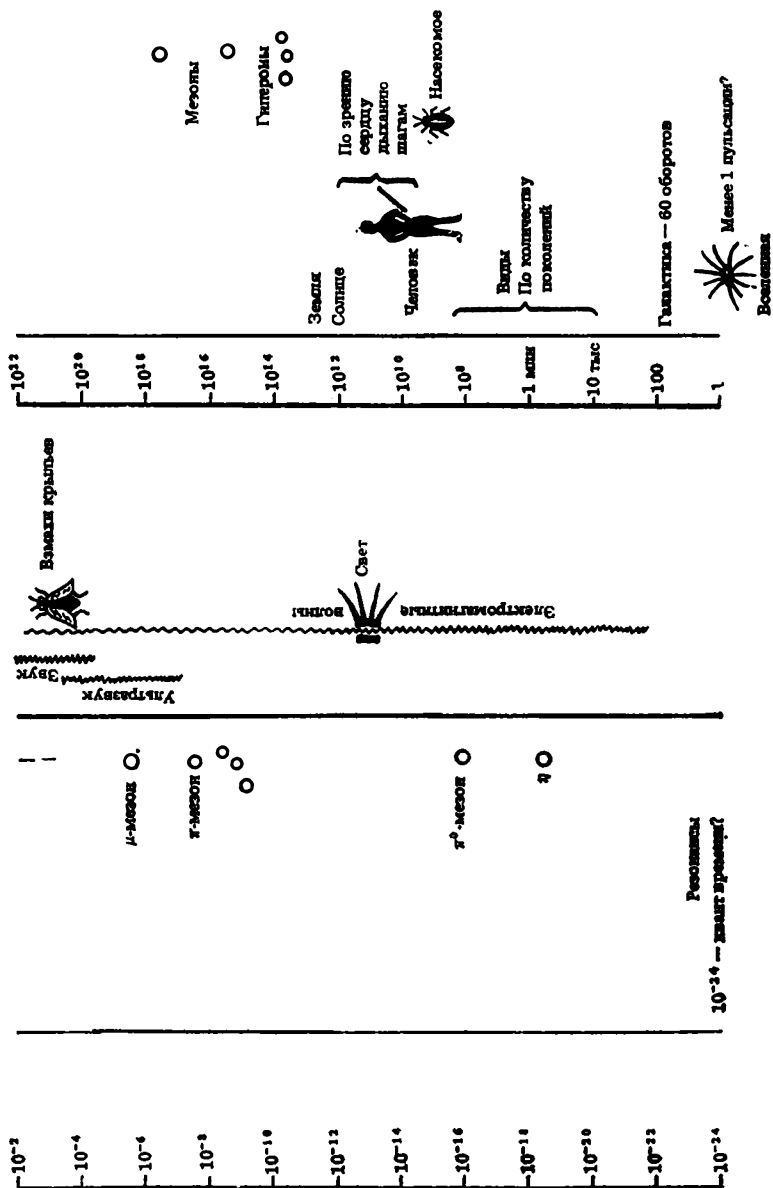 10⁻²
10⁻⁴
10⁻⁶
10⁻⁸
10⁻¹⁰
10⁻¹²
10⁻¹⁴
10⁻¹⁶
10⁻¹⁸
10⁻²⁰
10⁻²²
10⁻²⁴
μ-мезон
π-мезон
π⁰-мезон
η
Резонансы
10⁻²⁴ — квант времени?
Звук
Ультразвук
Взмахи крыльев
Электромагнитные
волны
Свет
10²²
10²⁰
10¹⁸
10¹⁶
10¹⁴
10¹²
10¹⁰
10⁸
1 млн
10 тыс
100
1
Мезоны
Гипероны
Земля
Солнце
По зрению
сердцу
дыханию
шагам
Человек
Насекомое
Виды
По количеству
поколений
Галактика — 60 оборотов
Менее 1 пульсации?
Вселенная